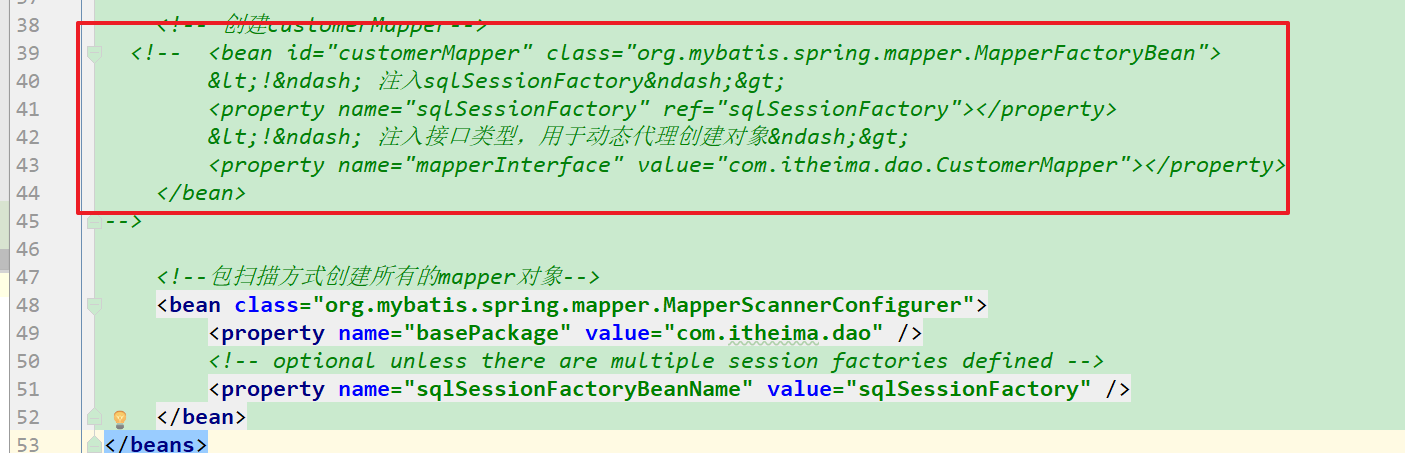 38 <!-- 创建customerMapper-->
39 <!-- <bean id="customerMapper" class="org.mybatis.spring.mapper.MapperFactoryBean">
40 &lt;!&ndash; 注入sqlSessionFactory&ndash;&gt;
41 <property name="sqlSessionFactory" ref="sqlSessionFactory"></property>
42 &lt;!&ndash; 注入接口类型，用于动态代理创建对象&ndash;&gt;
43 <property name="mapperInterface" value="com.itheima.dao.CustomerMapper"></property>
44 </bean>
45 -->
46
47 <!--包扫描方式创建所有的mapper对象-->
48 <bean class="org.mybatis.spring.mapper.MapperScannerConfigurer">
49 <property name="basePackage" value="com.itheima.dao" />
50 <!-- optional unless there are multiple session factories defined -->
51 <property name="sqlSessionFactoryBeanName" value="sqlSessionFactory" />
52 </bean>
53 </beans>